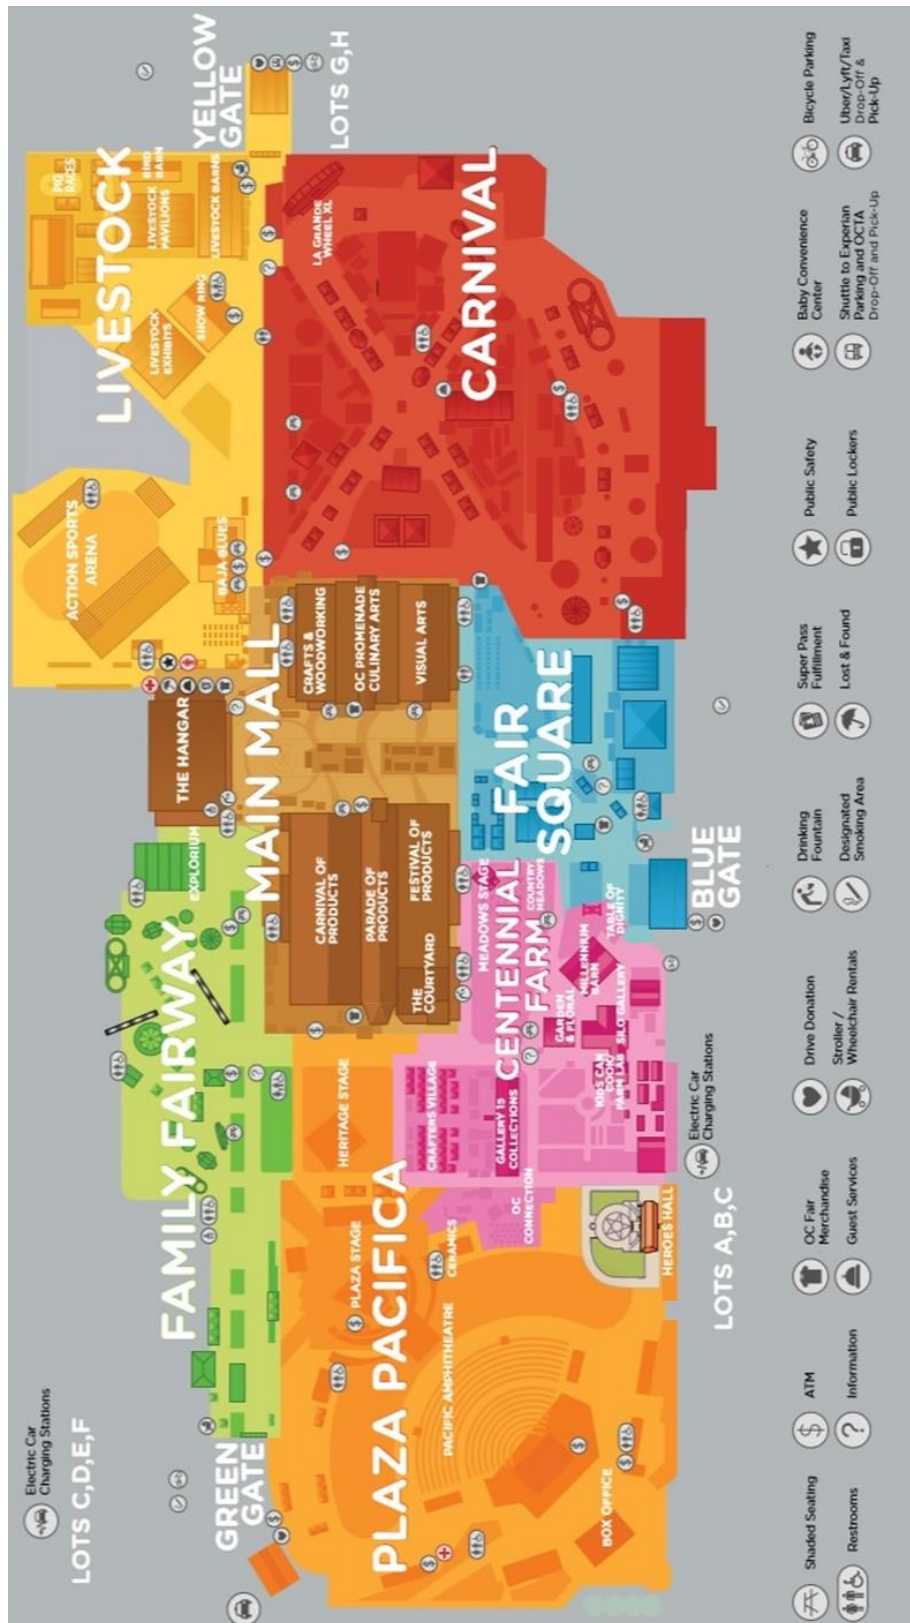 Electric Car
Charging Stations
LOTS C,D,E,F
GREEN
GATE
FAMILY FAIRWAY
EXPLORIUM
THE HANGAR
ACTION SPORTS
ARENA
BAJA BLUES
LIVESTOCK
LIVESTOCK
EXHIBITS
SHOW RING
PIG
RACES
BIRD
BARN
LIVESTOCK
PAVILIONS
LIVESTOCK BARNS
YELLOW
GATE
LOTS G,H
MAIN MALL
CARNIVAL OF
PRODUCTS
PARADE OF
PRODUCTS
FESTIVAL OF
PRODUCTS
THE
COURTYARD
CRAFTS &
WOODWORKING
OC PROMENADE
CULINARY ARTS
VISUAL ARTS
CARNIVAL
LA GRANDE
WHEEL XL
PLAZA PACIFICA
HERITAGE STAGE
PLAZA STAGE
PACIFIC AMPHITHEATRE
CERAMICS
BOX OFFICE
HEROES HALL
CENTENNIAL
FARM
CRAFTERS VILLAGE
GALLERY IS
COLLECTIONS
OC
CONNECTION
MEADOWS STAGE
COUNTRY
MEADOWS
GARDEN
& FLORAL
MILLENNIUM
BARN
TABLE OF
DIGNITY
SILO GALLERY
KIDS CAN
COOK
FARM LAB
FAIR
SQUARE
BLUE
GATE
Electric Car
Charging Stations
LOTS A,B,C
Shaded Seating
ATM
OC Fair
Merchandise
Drive Donation
Drinking
Fountain
Super Pass
Fulfillment
Public Safety
Baby Convenience
Center
Bicycle Parking
Restrooms
Information
Guest Services
Stroller /
Wheelchair Rentals
Designated
Smoking Area
Lost & Found
Public Lockers
Shuttle to Experian
Parking and OCTA
Drop-Off and Pick-Up
Uber/Lyft/Taxi
Drop-Off &
Pick-Up